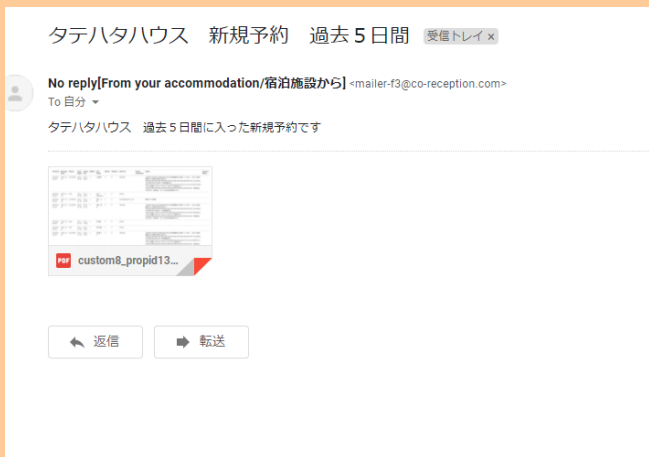 タテハタハウス　新規予約　過去５日間 受信トレイ x
No reply[From your accommodation/宿泊施設から] <mailer-f3@co-reception.com>
To 自分
タテハタハウス　過去５日間に入った新規予約です
PDF custom8_propid13...
返信 転送